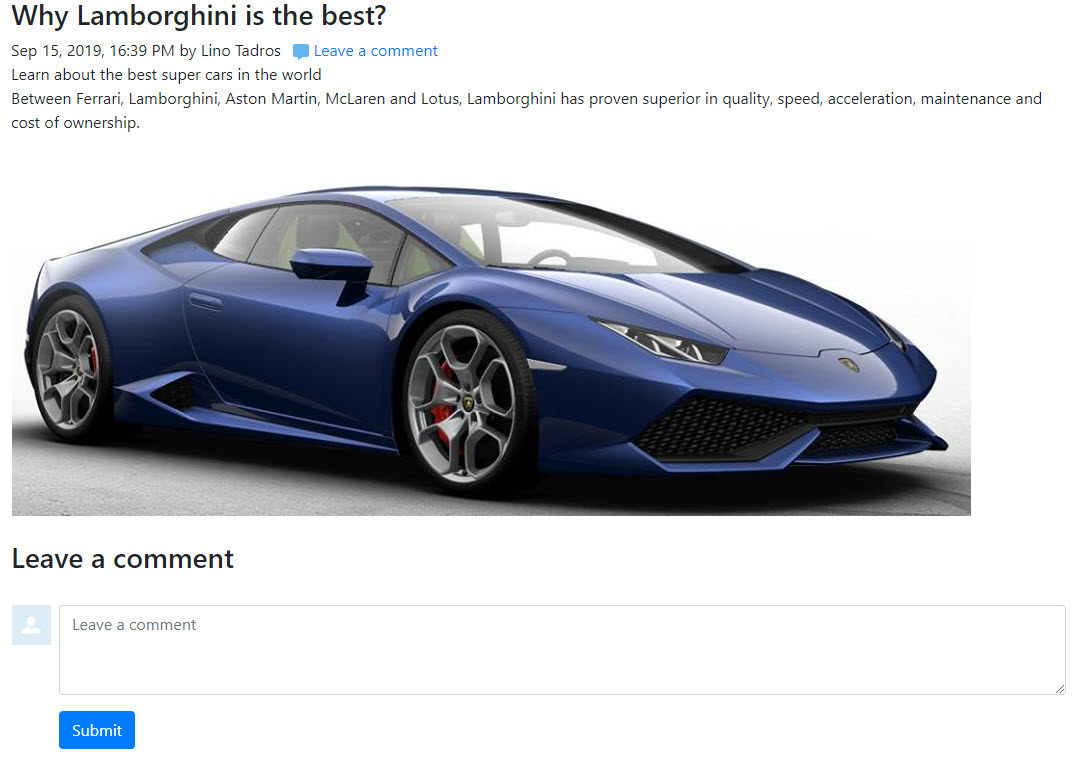 Why Lamborghini is the best?
Sep 15, 2019, 16:39 PM by Lino Tadros Leave a comment
Learn about the best super cars in the world
Between Ferrari, Lamborghini, Aston Martin, McLaren and Lotus, Lamborghini has proven superior in quality, speed, acceleration, maintenance and
cost of ownership.
Leave a comment
Leave a comment
Submit